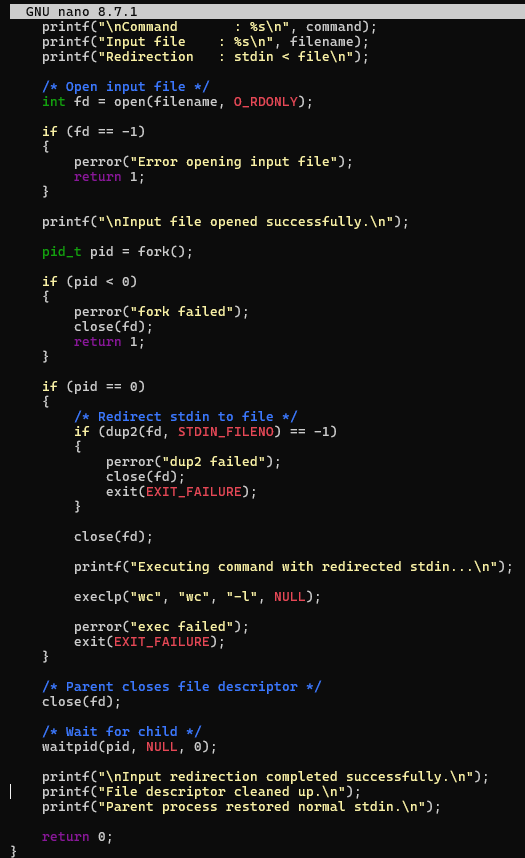 GNU nano 8.7.1
    printf("\nCommand       : %s\n", command);
    printf("Input file    : %s\n", filename);
    printf("Redirection   : stdin < file\n");

    /* Open input file */
    int fd = open(filename, O_RDONLY);

    if (fd == -1)
    {
        perror("Error opening input file");
        return 1;
    }

    printf("\nInput file opened successfully.\n");

    pid_t pid = fork();

    if (pid < 0)
    {
        perror("fork failed");
        close(fd);
        return 1;
    }

    if (pid == 0)
    {
        /* Redirect stdin to file */
        if (dup2(fd, STDIN_FILENO) == -1)
        {
            perror("dup2 failed");
            close(fd);
            exit(EXIT_FAILURE);
        }

        close(fd);

        printf("Executing command with redirected stdin...\n");

        execlp("wc", "wc", "-l", NULL);

        perror("exec failed");
        exit(EXIT_FAILURE);
    }

    /* Parent closes file descriptor */
    close(fd);

    /* Wait for child */
    waitpid(pid, NULL, 0);

    printf("\nInput redirection completed successfully.\n");
    printf("File descriptor cleaned up.\n");
    printf("Parent process restored normal stdin.\n");

    return 0;
}